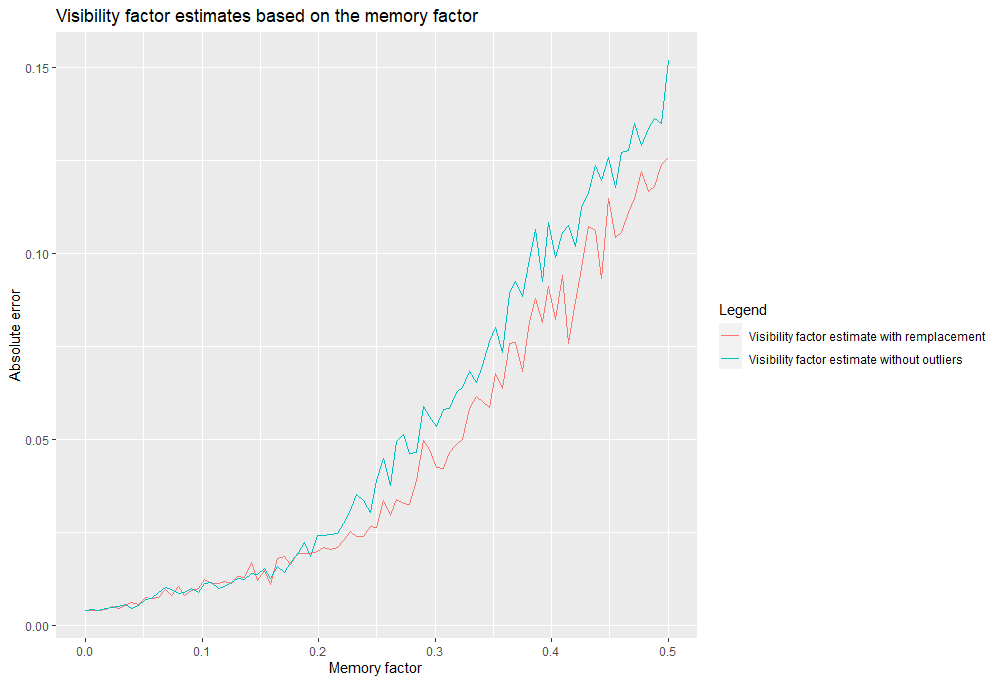 Visibility factor estimates based on the memory factor
0.15
0.10
0.05
0.00
Absolute error
0.0
0.1
0.2
0.3
0.4
0.5
Memory factor
Legend
Visibility factor estimate with remplacement
Visibility factor estimate without outliers